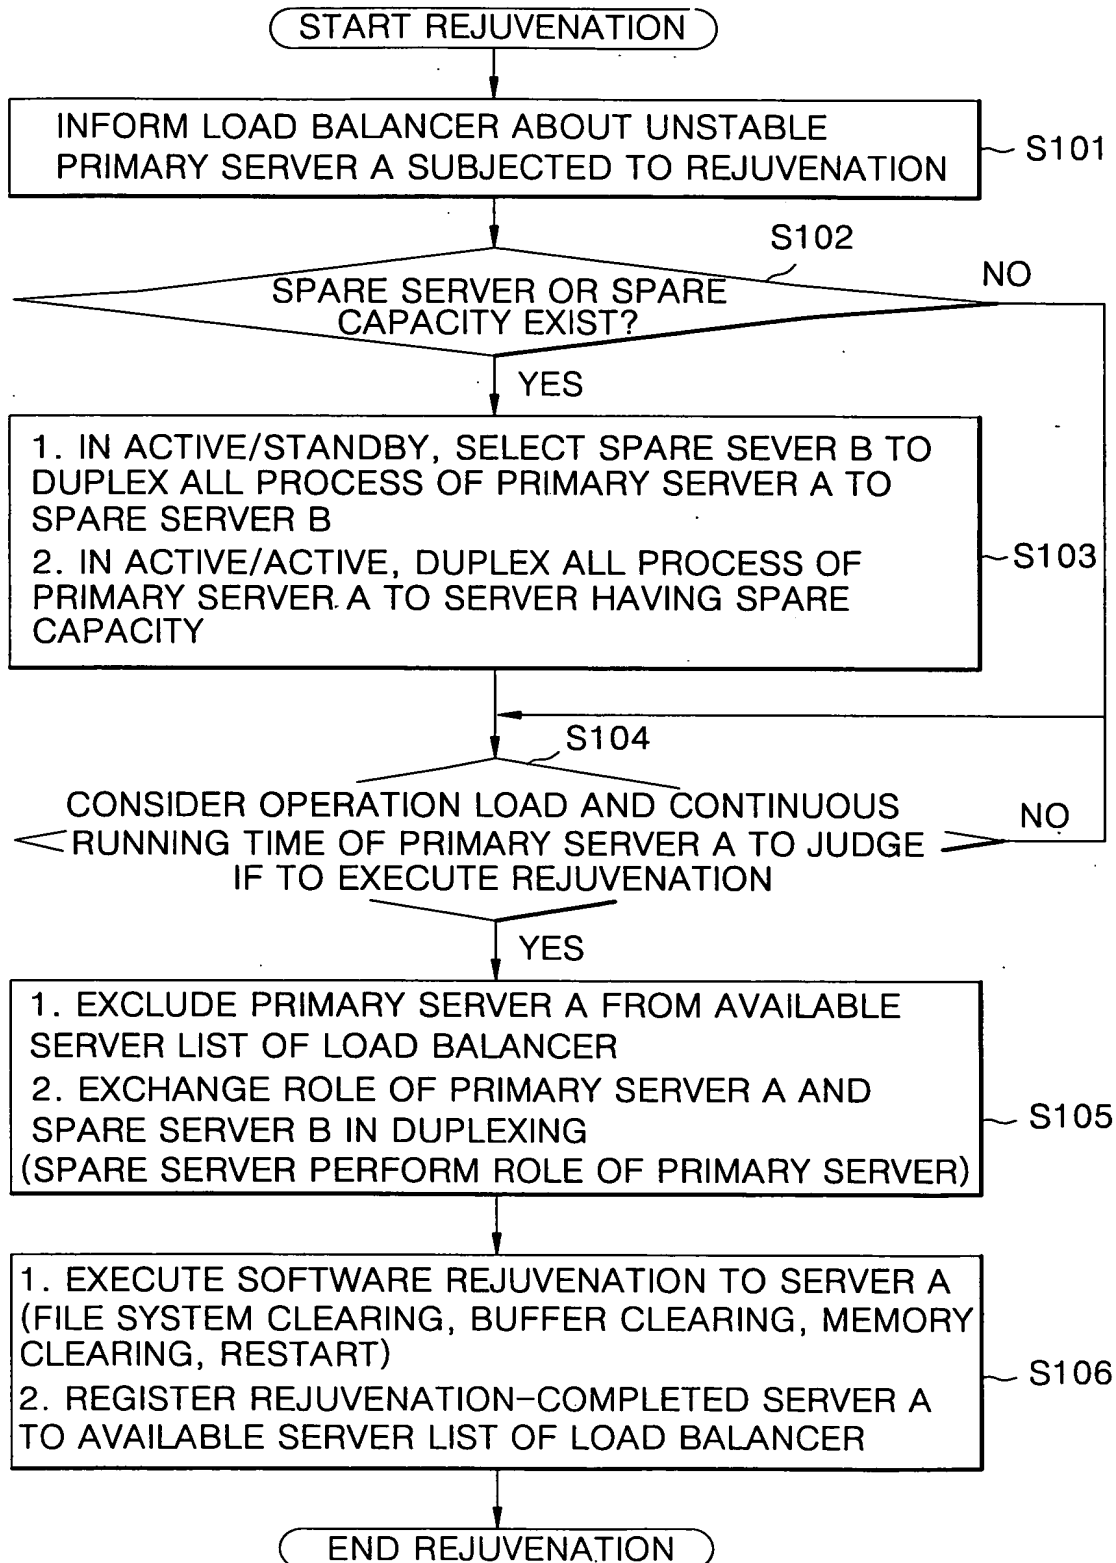 START REJUVENATION
INFORM LOAD BALANCER ABOUT UNSTABLE
PRIMARY SERVER A SUBJECTED TO REJUVENATION
S101
S102
SPARE SERVER OR SPARE
CAPACITY EXIST?
NO
YES
1. IN ACTIVE/STANDBY, SELECT SPARE SEVER B TO
DUPLEX ALL PROCESS OF PRIMARY SERVER A TO
SPARE SERVER B
2. IN ACTIVE/ACTIVE, DUPLEX ALL PROCESS OF
PRIMARY SERVER A TO SERVER HAVING SPARE
CAPACITY
S103
S104
CONSIDER OPERATION LOAD AND CONTINUOUS
RUNNING TIME OF PRIMARY SERVER A TO JUDGE
IF TO EXECUTE REJUVENATION
NO
YES
1. EXCLUDE PRIMARY SERVER A FROM AVAILABLE
SERVER LIST OF LOAD BALANCER
2. EXCHANGE ROLE OF PRIMARY SERVER A AND
SPARE SERVER B IN DUPLEXING
(SPARE SERVER PERFORM ROLE OF PRIMARY SERVER)
S105
1. EXECUTE SOFTWARE REJUVENATION TO SERVER A
(FILE SYSTEM CLEARING, BUFFER CLEARING, MEMORY
CLEARING, RESTART)
2. REGISTER REJUVENATION-COMPLETED SERVER A
TO AVAILABLE SERVER LIST OF LOAD BALANCER
S106
END REJUVENATION